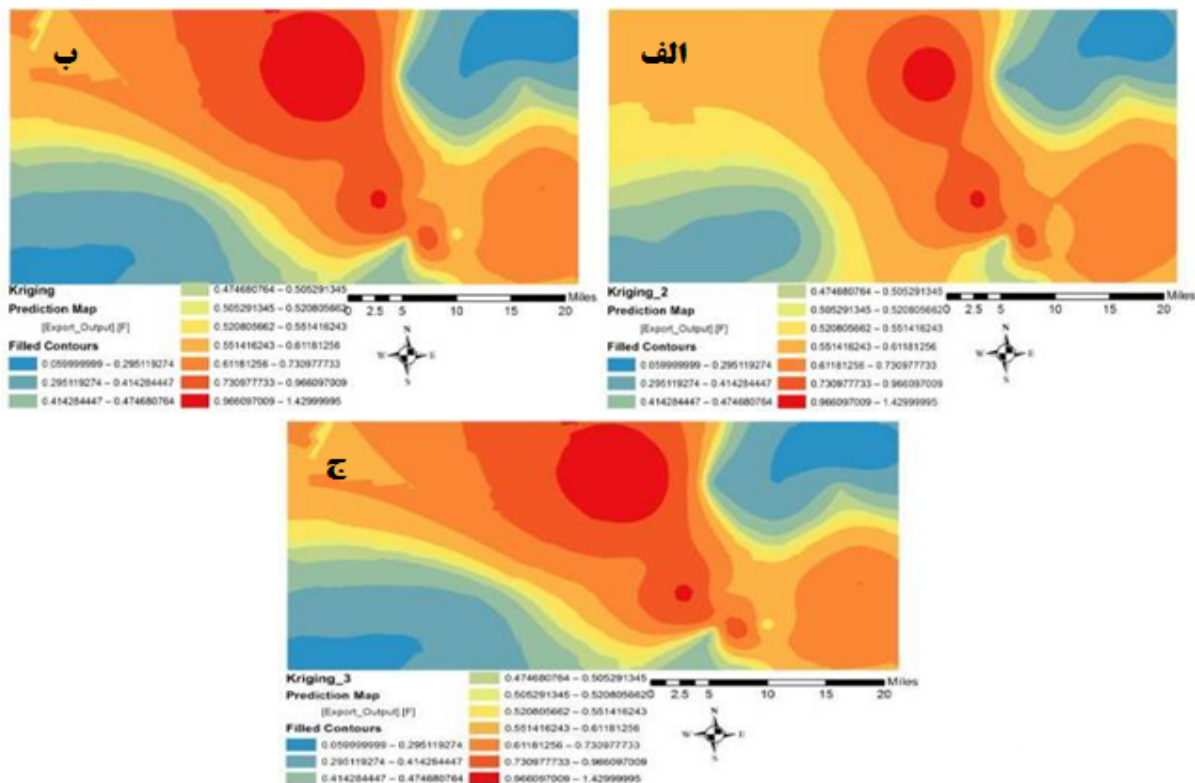 ب
Kriging
Prediction Map
[Export_Output].[F]
Filled Contours
0.059999999 – 0.295119274
0.295119274 – 0.414284447
0.414284447 – 0.474680764
0.474680764 – 0.505291345
0.505291345 – 0.520805662
0.520805662 – 0.551416243
0.551416243 – 0.61181256
0.61181256 – 0.730977733
0.730977733 – 0.966097009
0.966097009 – 1.42999995
0 2.5 5 10 15 20 Miles
N
W E
S
الف
Kriging_2
Prediction Map
[Export_Output].[F]
Filled Contours
0.059999999 – 0.295119274
0.295119274 – 0.414284447
0.414284447 – 0.474680764
0.474680764 – 0.505291345
0.505291345 – 0.520805662
0.520805662 – 0.551416243
0.551416243 – 0.61181256
0.61181256 – 0.730977733
0.730977733 – 0.966097009
0.966097009 – 1.42999995
0 2.5 5 10 15 20 Miles
N
W E
S
ج
Kriging_3
Prediction Map
[Export_Output].[F]
Filled Contours
0.059999999 – 0.295119274
0.295119274 – 0.414284447
0.414284447 – 0.474680764
0.474680764 – 0.505291345
0.505291345 – 0.520805662
0.520805662 – 0.551416243
0.551416243 – 0.61181256
0.61181256 – 0.730977733
0.730977733 – 0.966097009
0.966097009 – 1.42999995
0 2.5 5 10 15 20 Miles
N
W E
S